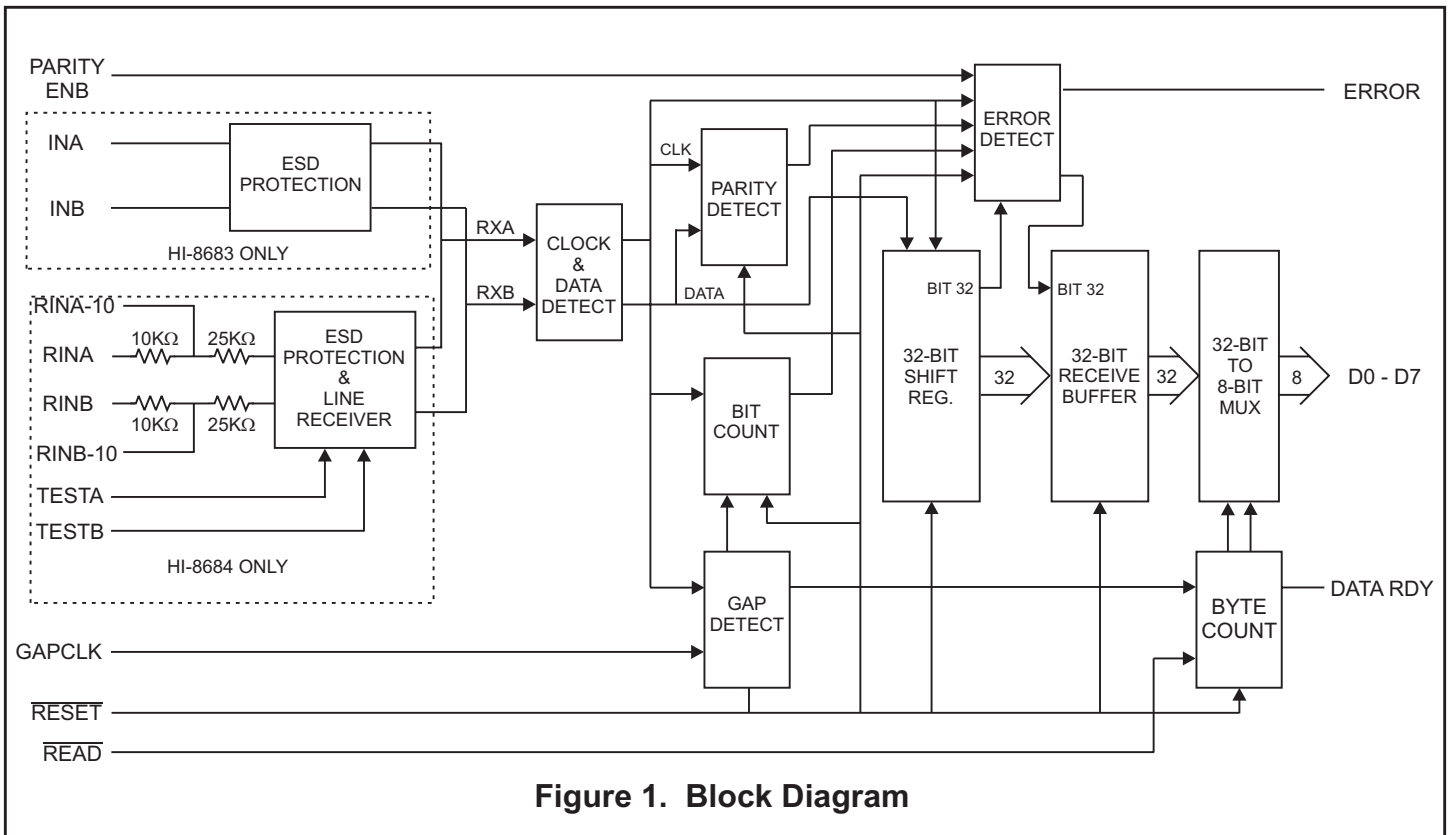 PARITY
ENB
INA
INB
ESD
PROTECTION
HI-8683 ONLY
RINA-10
10KΩ
25KΩ
RINA
RINB
10KΩ
25KΩ
RINB-10
TESTA
TESTB
ESD
PROTECTION
&
LINE
RECEIVER
HI-8684 ONLY
GAPCLK
RESET
READ
RXA
RXB
CLOCK
&
DATA
DETECT
CLK
DATA
PARITY
DETECT
BIT
COUNT
GAP
DETECT
ERROR
DETECT
ERROR
BIT 32
32-BIT
SHIFT
REG.
32
BIT 32
32-BIT
RECEIVE
BUFFER
32
32-BIT
TO
8-BIT
MUX
8
D0 - D7
BYTE
COUNT
DATA RDY
Figure 1. Block Diagram